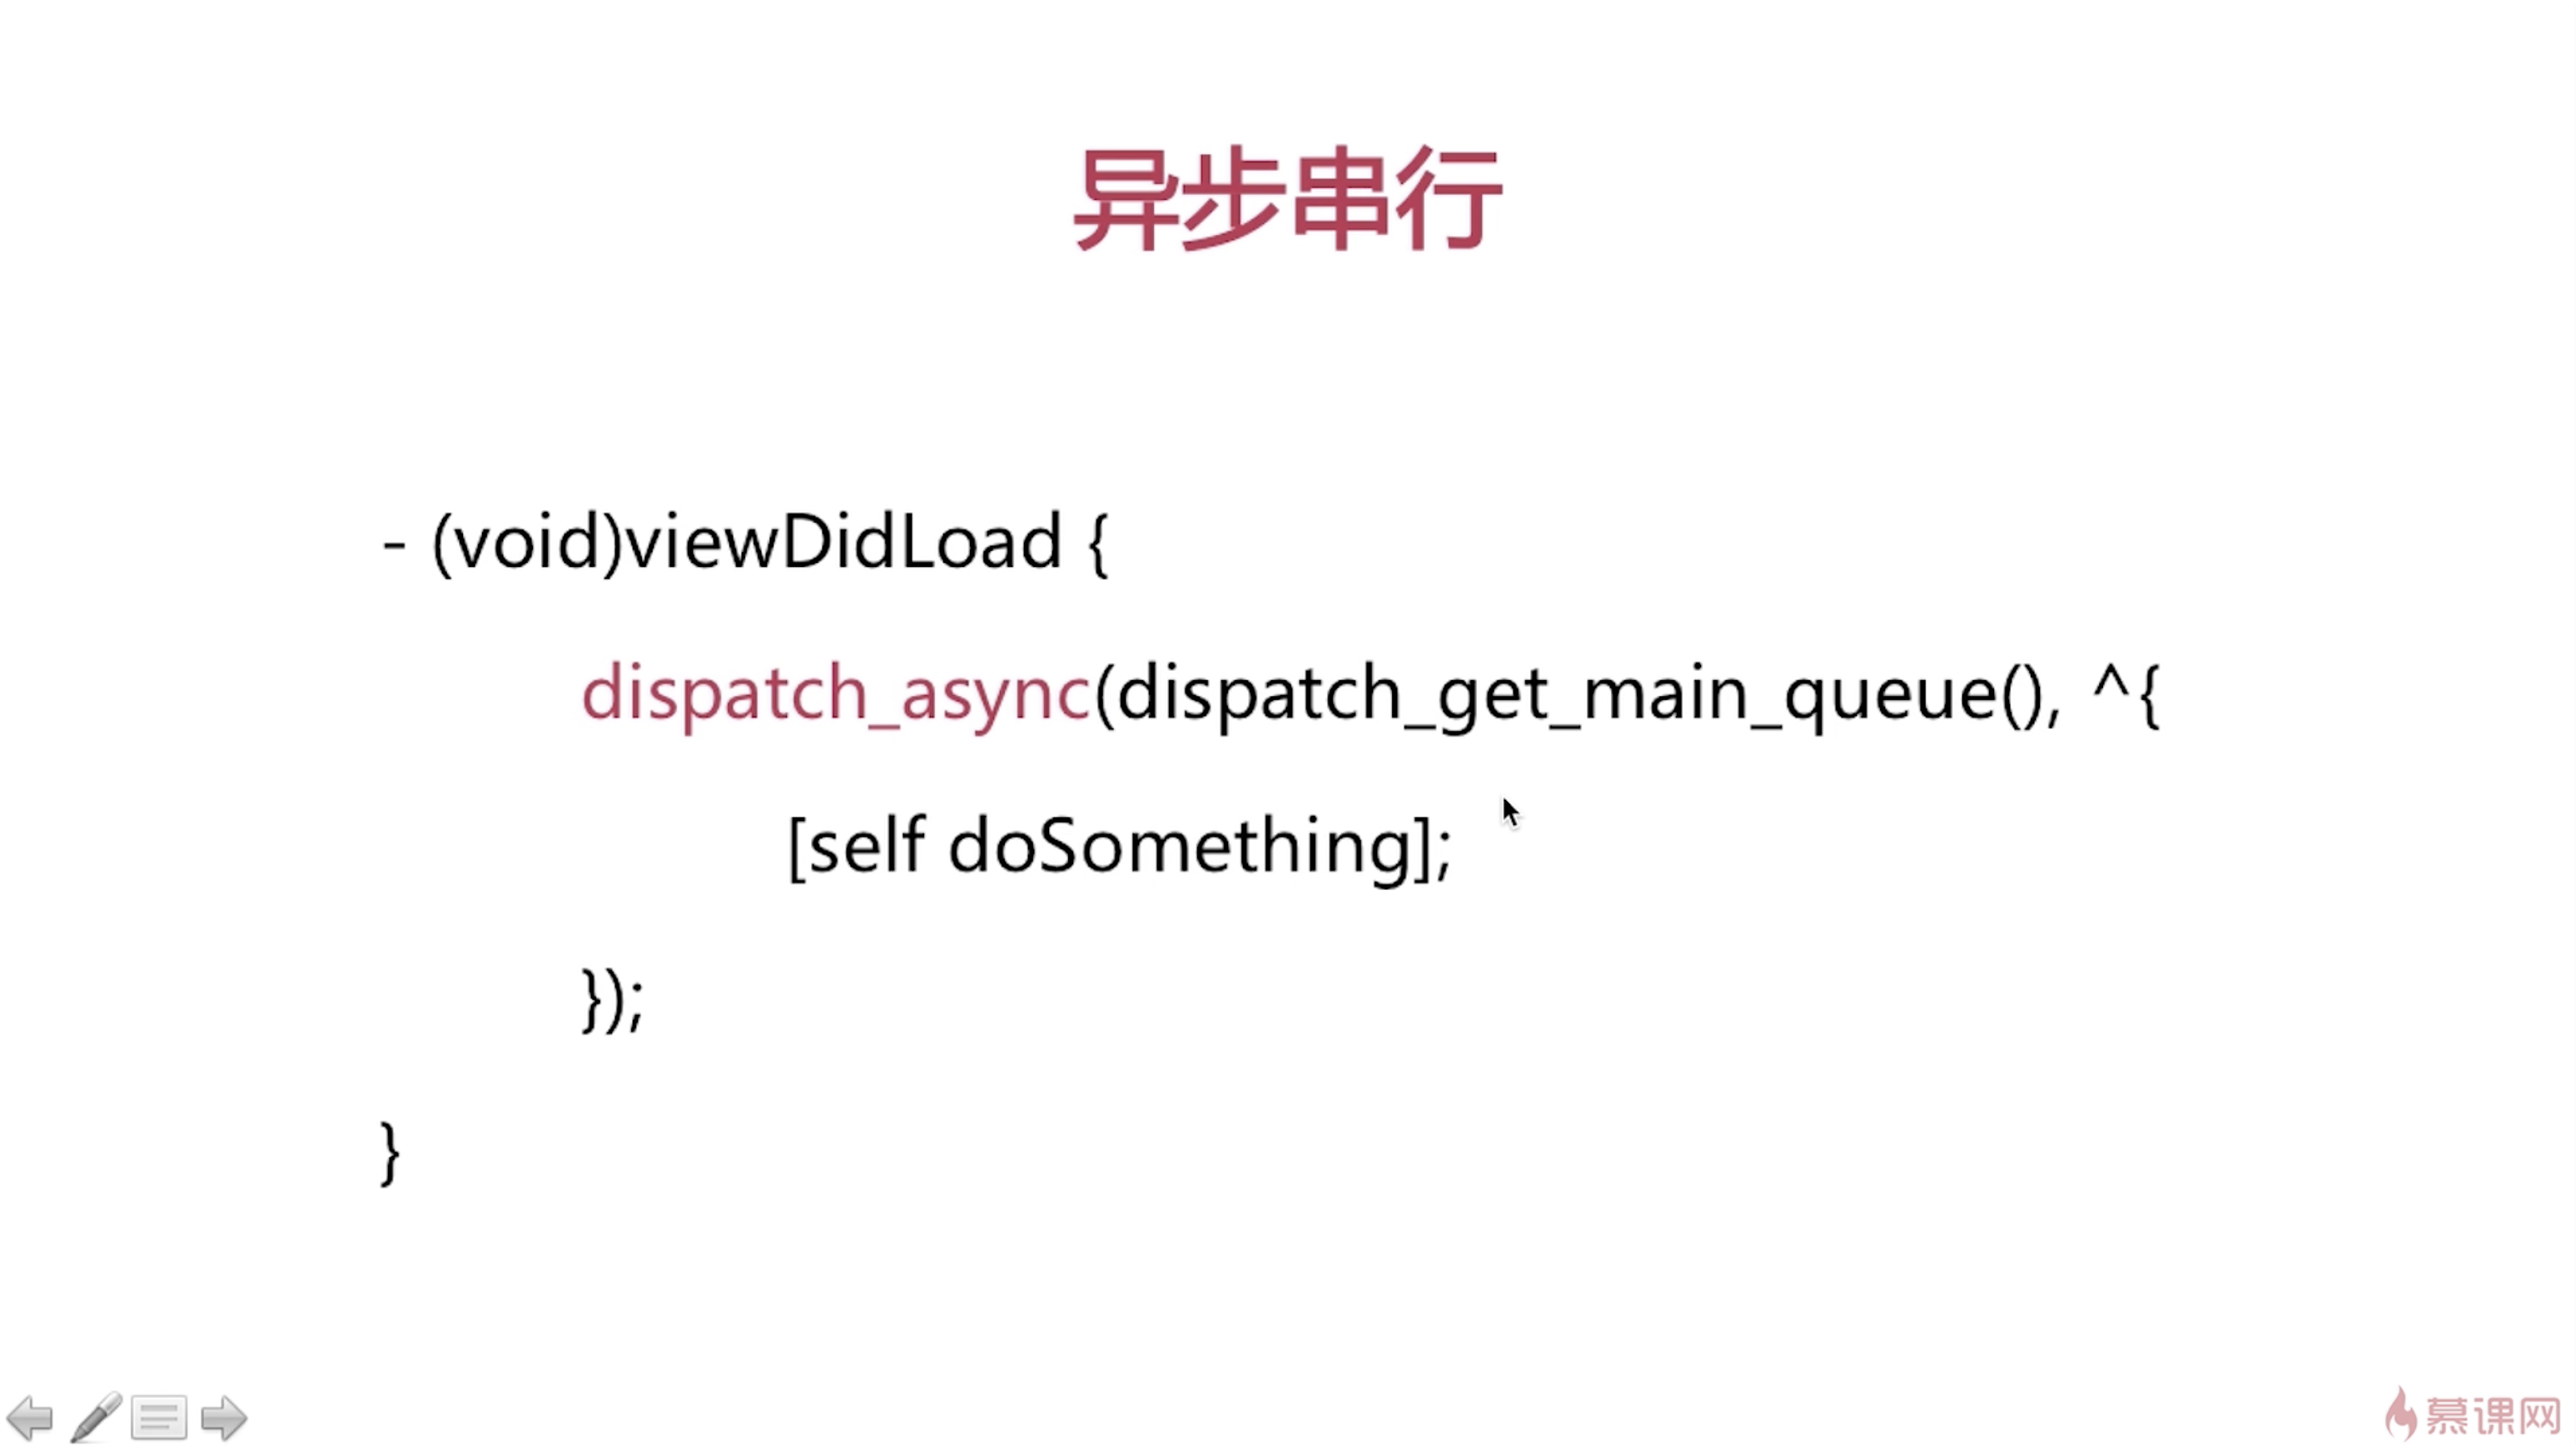 异步串行
- (void)viewDidLoad {
dispatch_async(dispatch_get_main_queue(), ^{
[self doSomething];
});
}
慕课网